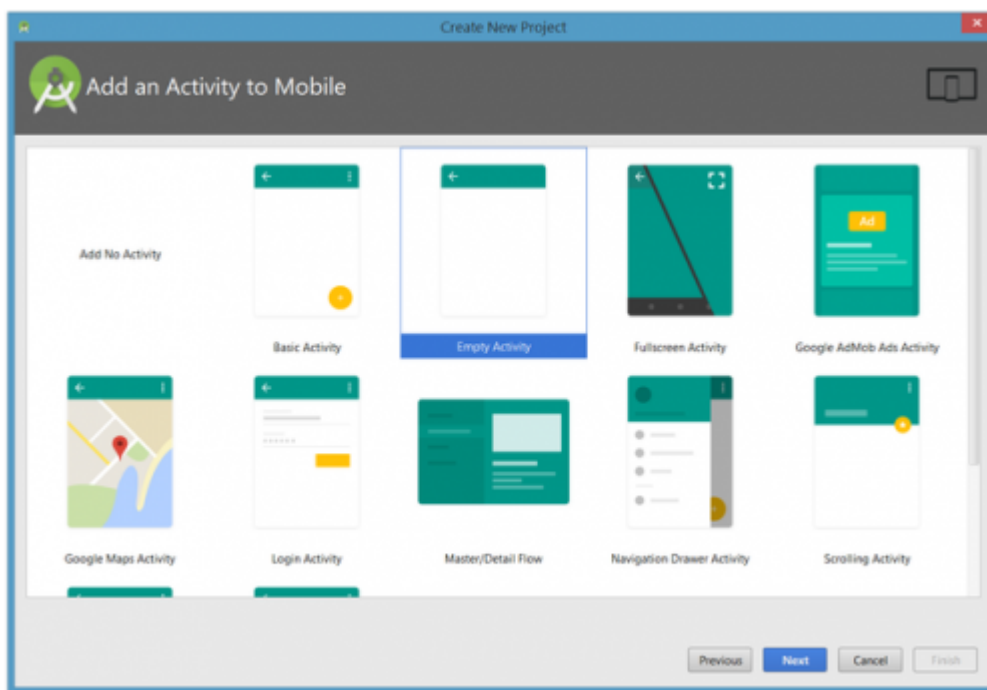 Create New Project
Add an Activity to Mobile
Add No Activity
Basic Activity
Empty Activity
Fullscreen Activity
Ad
Google AdMob Ads Activity
Google Maps Activity
Login Activity
Master/Detail Flow
Navigation Drawer Activity
Scrolling Activity
Previous
Next
Cancel
Finish